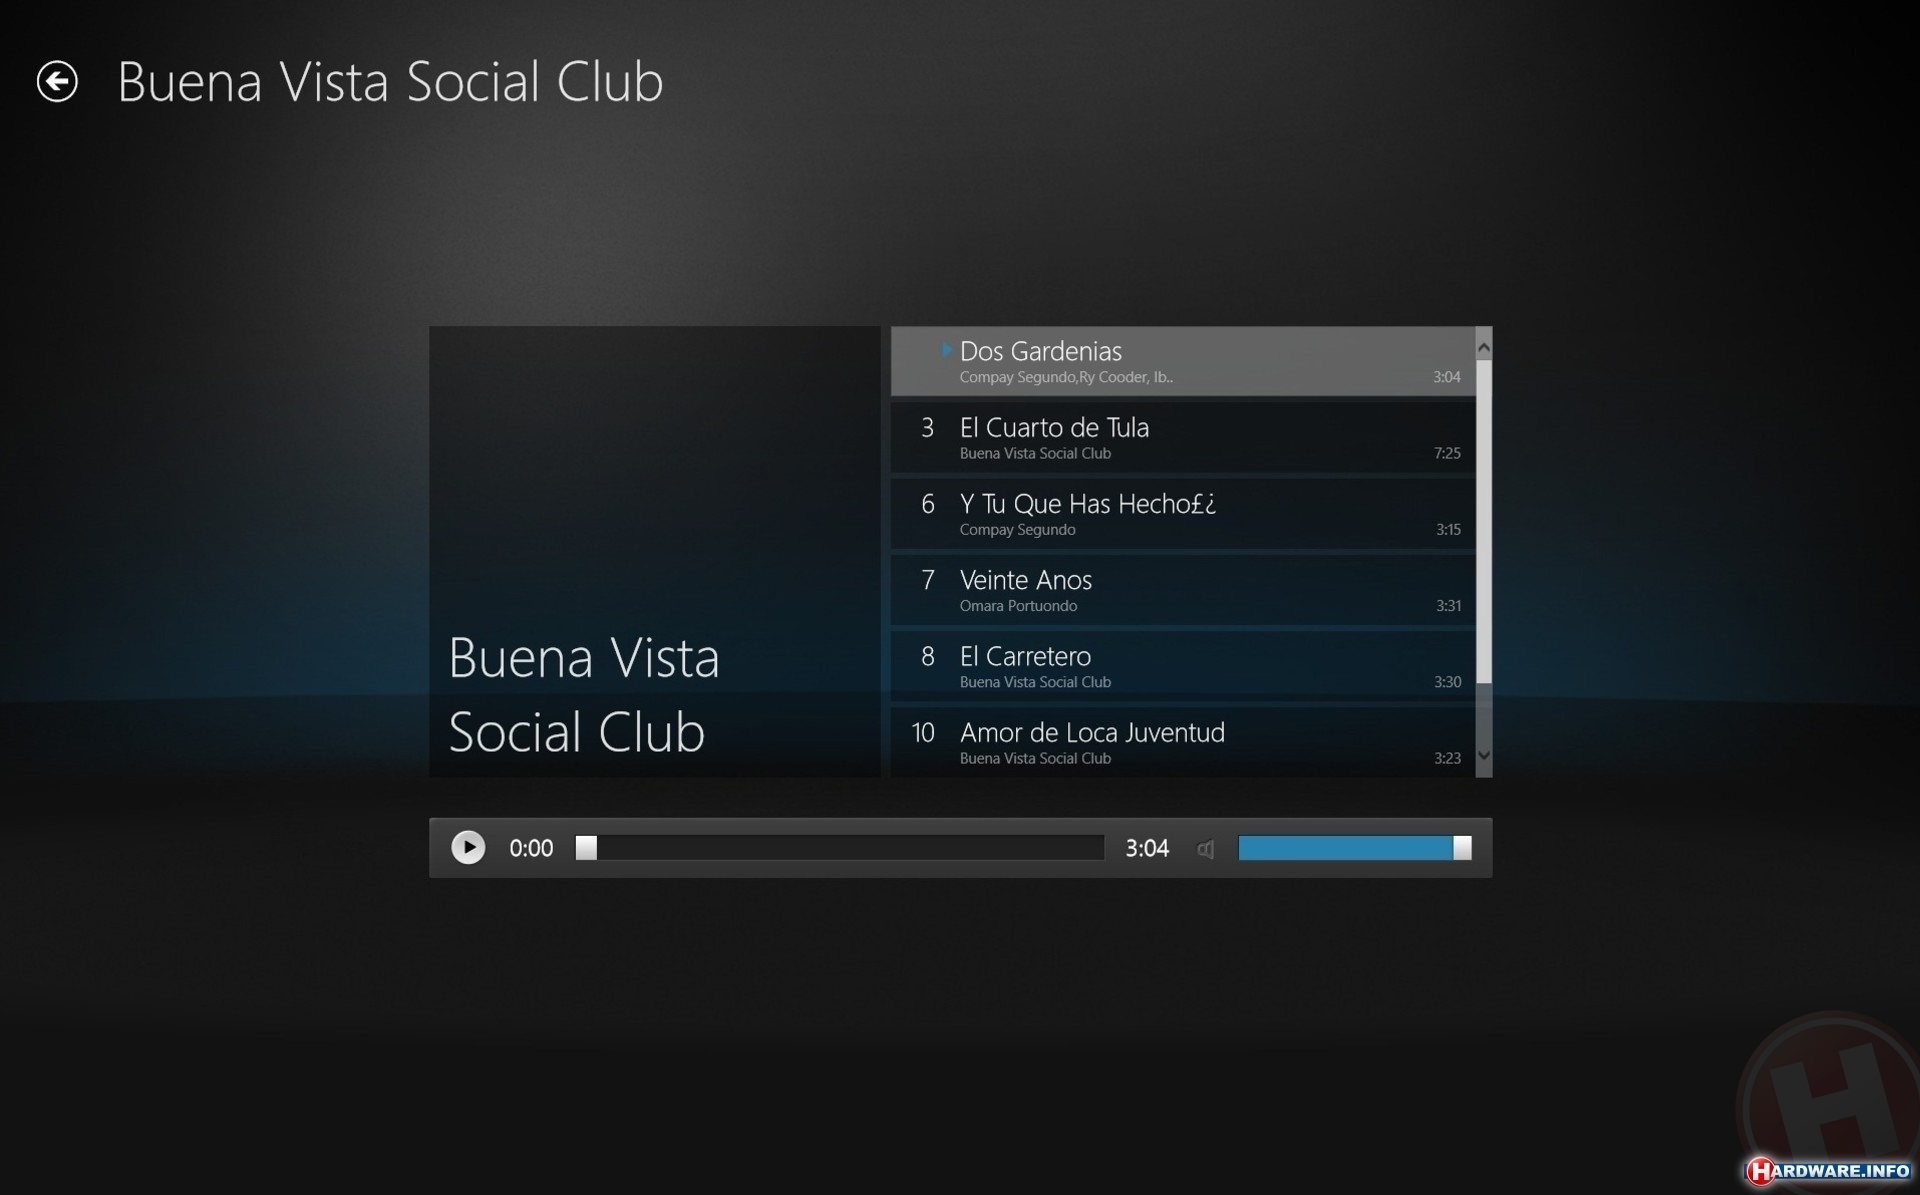 Buena Vista Social Club
Buena Vista
Social Club
Dos Gardenias
Compay Segundo,Ry Cooder, Ib..
3:04
3
El Cuarto de Tula
Buena Vista Social Club
7:25
6
Y Tu Que Has Hecho£¿
Compay Segundo
3:15
7
Veinte Anos
Omara Portuondo
3:31
8
El Carretero
Buena Vista Social Club
3:30
10
Amor de Loca Juventud
Buena Vista Social Club
3:23
0:00
3:04
H
HARDWARE.INFO